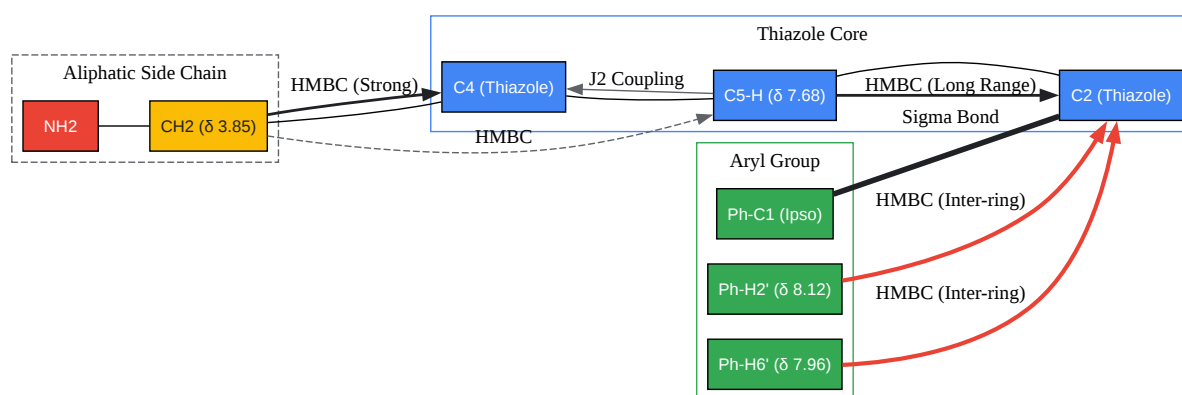 Thiazole Core
Aliphatic Side Chain
HMBC (Strong)
C4 (Thiazole)
J2 Coupling
C5-H (δ 7.68)
HMBC (Long Range)
C2 (Thiazole)
NH2
CH2 (δ 3.85)
HMBC
Sigma Bond
Aryl Group
Ph-C1 (Ipso)
HMBC (Inter-ring)
Ph-H2' (δ 8.12)
HMBC (Inter-ring)
Ph-H6' (δ 7.96)